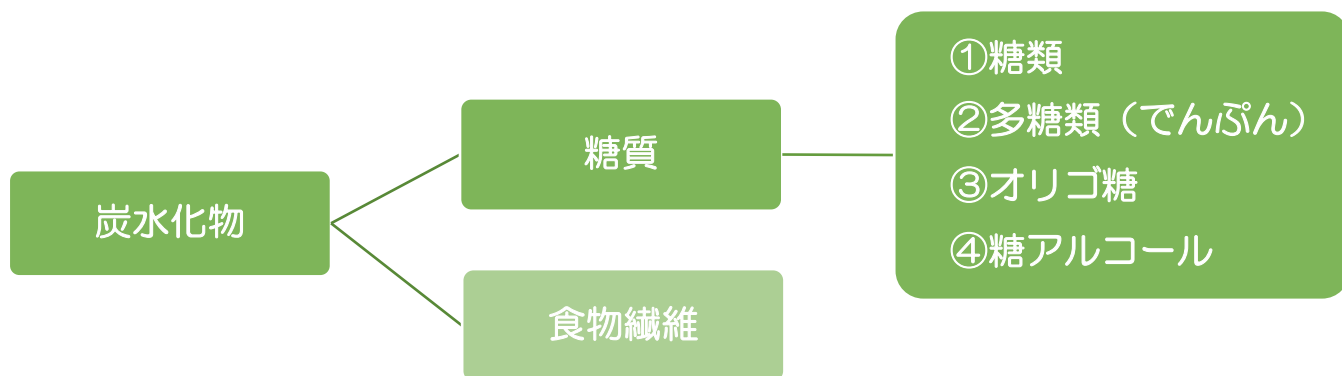 炭水化物
糖質
食物繊維
①糖類
②多糖類（でんぷん）
③オリゴ糖
④糖アルコール